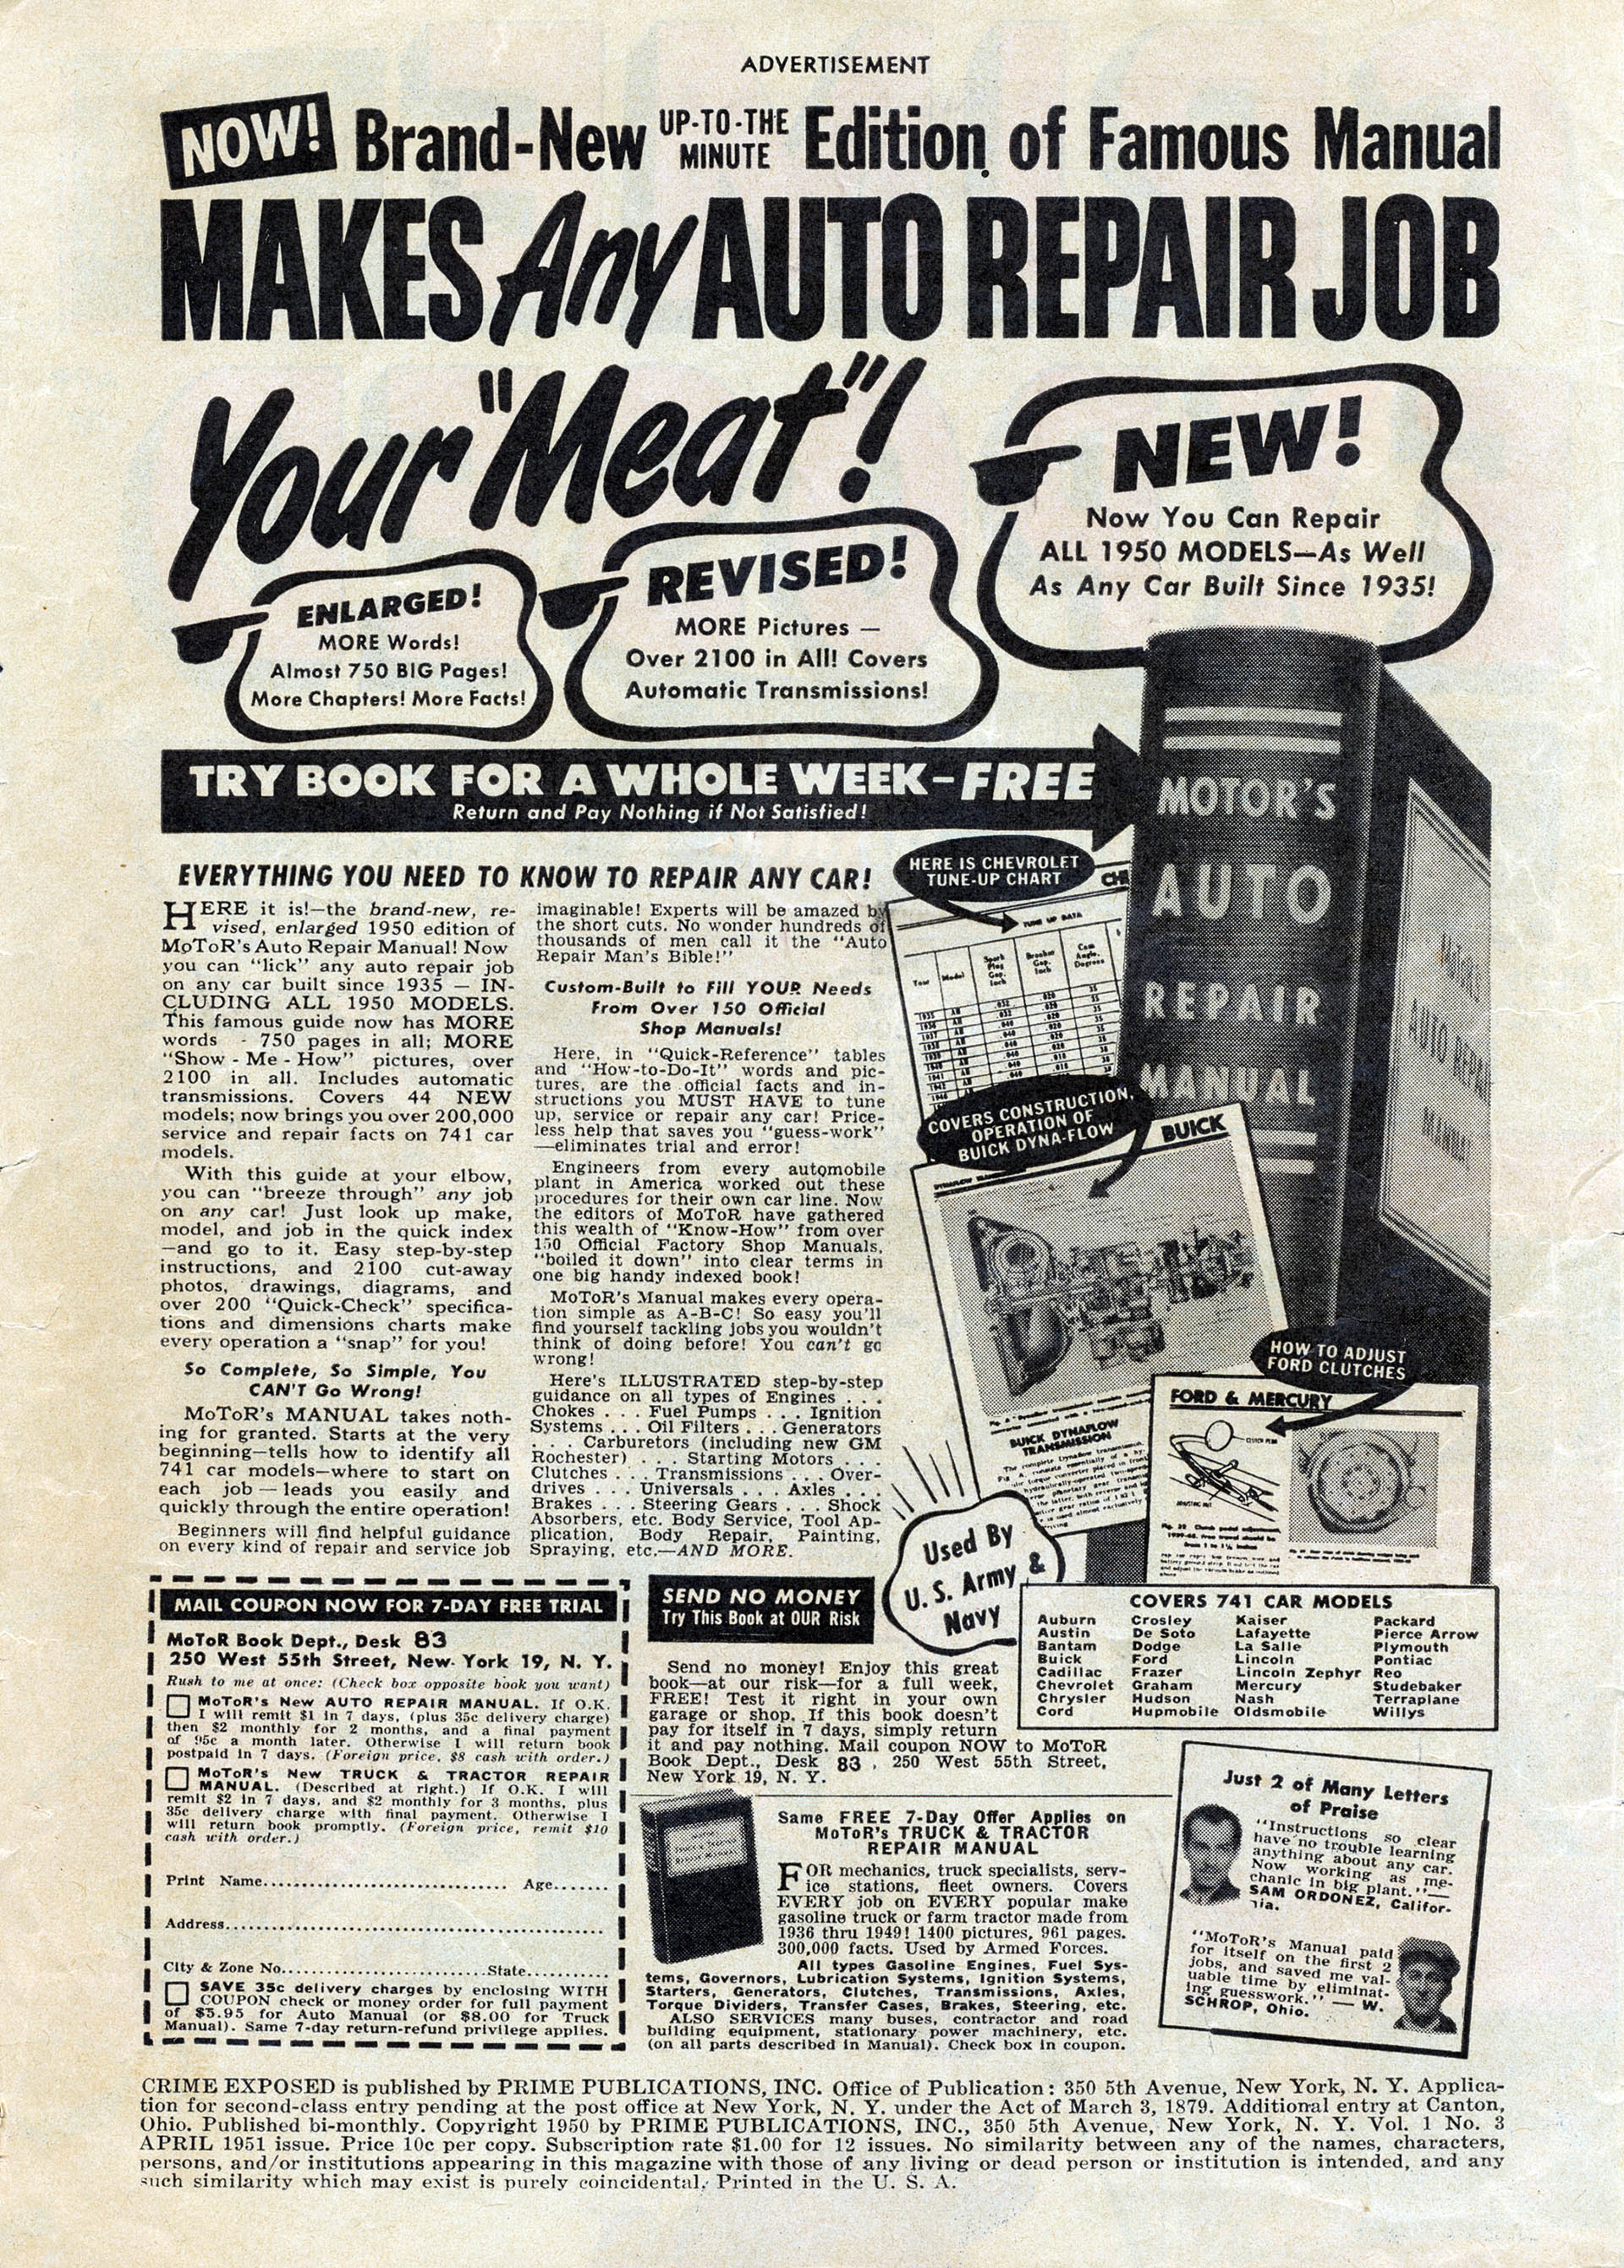 ADVERTISEMENT
NOW! Brand-New UP-TO-THE MINUTE Edition of Famous Manual
MAKES Any AUTO REPAIR JOB
Your "Meat"!
ENLARGED!
MORE Words!
Almost 750 BIG Pages!
More Chapters! More Facts!
REVISED!
MORE Pictures —
Over 2100 in All! Covers
Automatic Transmissions!
NEW!
Now You Can Repair
ALL 1950 MODELS—As Well
As Any Car Built Since 1935!
TRY BOOK FOR A WHOLE WEEK–FREE
Return and Pay Nothing if Not Satisfied!
MOTOR'S
AUTO
REPAIR
MANUAL
EVERYTHING YOU NEED TO KNOW TO REPAIR ANY CAR!
HERE it is!—the brand-new, re-
vised, enlarged 1950 edition of
MoToR's Auto Repair Manual! Now
you can "lick" any auto repair job
on any car built since 1935 — IN-
CLUDING ALL 1950 MODELS.
This famous guide now has MORE
words - 750 pages in all; MORE
"Show - Me - How" pictures, over
2100 in all. Includes automatic
transmissions. Covers 44 NEW
models; now brings you over 200,000
service and repair facts on 741 car
models.
With this guide at your elbow,
you can "breeze through" any job
on any car! Just look up make,
model, and job in the quick index
—and go to it. Easy step-by-step
instructions, and 2100 cut-away
photos, drawings, diagrams, and
over 200 "Quick-Check" specifica-
tions and dimensions charts make
every operation a "snap" for you!
So Complete, So Simple, You
CAN'T Go Wrong!
MoToR's MANUAL takes noth-
ing for granted. Starts at the very
beginning—tells how to identify all
741 car models—where to start on
each job — leads you easily and
quickly through the entire operation!
Beginners will find helpful guidance
on every kind of repair and service job
imaginable! Experts will be amazed by
the short cuts. No wonder hundreds of
thousands of men call it the "Auto
Repair Man's Bible!"
Custom-Built to Fill YOUR Needs
From Over 150 Official
Shop Manuals!
Here, in "Quick-Reference" tables
and "How-to-Do-It" words and pic-
tures, are the official facts and in-
structions you MUST HAVE to tune
up, service or repair any car! Price-
less help that saves you "guess-work"
—eliminates trial and error!
Engineers from every automobile
plant in America worked out these
procedures for their own car line. Now
the editors of MoToR have gathered
this wealth of "Know-How" from over
150 Official Factory Shop Manuals,
"boiled it down" into clear terms in
one big handy indexed book!
MoToR's Manual makes every opera-
tion simple as A-B-C! So easy you'll
find yourself tackling jobs you wouldn't
think of doing before! You can't go
wrong!
Here's ILLUSTRATED step-by-step
guidance on all types of Engines . . .
Chokes . . . Fuel Pumps . . . Ignition
Systems . . . Oil Filters . . . Generators
. . . Carburetors (including new GM
Rochester) . . . Starting Motors . . .
Clutches . . . Transmissions . . . Over-
drives . . . Universals . . . Axles . . .
Brakes . . . Steering Gears . . . Shock
Absorbers, etc. Body Service, Tool Ap-
plication, Body Repair, Painting,
Spraying, etc.—AND MORE.
HERE IS CHEVROLET
TUNE-UP CHART
TUNE UP DATA
Year Model Spark Plug Gap, Inch Breaker Gap, Inch Cam Angle, Degrees
COVERS CONSTRUCTION,
OPERATION OF
BUICK DYNA-FLOW
BUICK
BUICK DYNAFLOW
TRANSMISSION
HOW TO ADJUST
FORD CLUTCHES
FORD & MERCURY
Used By
U. S. Army &
Navy
COVERS 741 CAR MODELS
Auburn Crosley Kaiser Packard
Austin De Soto Lafayette Pierce Arrow
Bantam Dodge La Salle Plymouth
Buick Ford Lincoln Pontiac
Cadillac Frazer Lincoln Zephyr Reo
Chevrolet Graham Mercury Studebaker
Chrysler Hudson Nash Terraplane
Cord Hupmobile Oldsmobile Willys
MAIL COUPON NOW FOR 7-DAY FREE TRIAL
MoToR Book Dept., Desk 83
250 West 55th Street, New York 19, N. Y.
Rush to me at once: (Check box opposite book you want)
MoToR's New AUTO REPAIR MANUAL. If O.K.
I will remit $1 in 7 days, (plus 35c delivery charge)
then $2 monthly for 2 months, and a final payment
of 95c a month later. Otherwise I will return book
postpaid in 7 days. (Foreign price, $8 cash with order.)
MoToR's New TRUCK & TRACTOR REPAIR
MANUAL. (Described at right.) If O.K. I will
remit $2 in 7 days, and $2 monthly for 3 months, plus
35c delivery charge with final payment. Otherwise I
will return book promptly. (Foreign price, remit $10
cash with order.)
Print Name................................ Age.......
Address..................................................
City & Zone No..........................State...........
SAVE 35c delivery charges by enclosing WITH
COUPON check or money order for full payment
of $5.95 for Auto Manual (or $8.00 for Truck
Manual). Same 7-day return-refund privilege applies.
SEND NO MONEY
Try This Book at OUR Risk
Send no money! Enjoy this great
book—at our risk—for a full week,
FREE! Test it right in your own
garage or shop. If this book doesn't
pay for itself in 7 days, simply return
it and pay nothing. Mail coupon NOW to MoToR
Book Dept., Desk 83 , 250 West 55th Street,
New York 19, N. Y.
Same FREE 7-Day Offer Applies on
MoToR's TRUCK & TRACTOR
REPAIR MANUAL
FOR mechanics, truck specialists, serv-
ice stations, fleet owners. Covers
EVERY job on EVERY popular make
gasoline truck or farm tractor made from
1936 thru 1949! 1400 pictures, 961 pages.
300,000 facts. Used by Armed Forces.
All types Gasoline Engines, Fuel Sys-
tems, Governors, Lubrication Systems, Ignition Systems,
Starters, Generators, Clutches, Transmissions, Axles,
Torque Dividers, Transfer Cases, Brakes, Steering, etc.
ALSO SERVICES many buses, contractor and road
building equipment, stationary power machinery, etc.
(on all parts described in Manual). Check box in coupon.
Just 2 of Many Letters
of Praise
"Instructions so clear
have no trouble learning
anything about any car.
Now working as me-
chanic in big plant."—
SAM ORDONEZ, Califor-
nia.
"MoToR's Manual paid
for itself on the first 2
jobs, and saved me val-
uable time by eliminat-
ing guesswork." — W.
SCHROP, Ohio.
CRIME EXPOSED is published by PRIME PUBLICATIONS, INC. Office of Publication: 350 5th Avenue, New York, N. Y. Applica-
tion for second-class entry pending at the post office at New York, N. Y. under the Act of March 3, 1879. Additional entry at Canton,
Ohio. Published bi-monthly. Copyright 1950 by PRIME PUBLICATIONS, INC., 350 5th Avenue, New York, N. Y. Vol. 1 No. 3
APRIL 1951 issue. Price 10c per copy. Subscription rate $1.00 for 12 issues. No similarity between any of the names, characters,
persons, and/or institutions appearing in this magazine with those of any living or dead person or institution is intended, and any
such similarity which may exist is purely coincidental. Printed in the U. S. A.